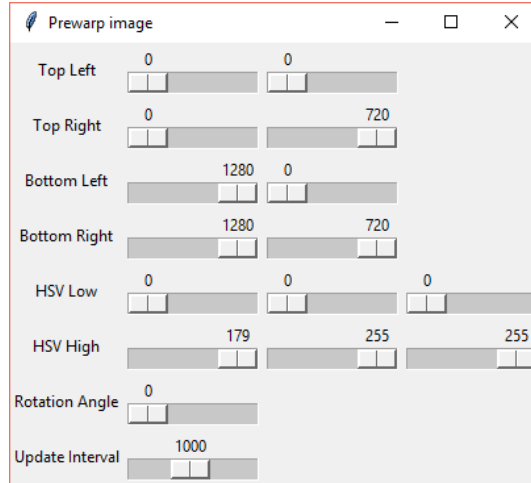 Prewarp image
Top Left 0 0
Top Right 0 720
Bottom Left 1280 0
Bottom Right 1280 720
HSV Low 0 0 0
HSV High 179 255 255
Rotation Angle 0
Update Interval 1000